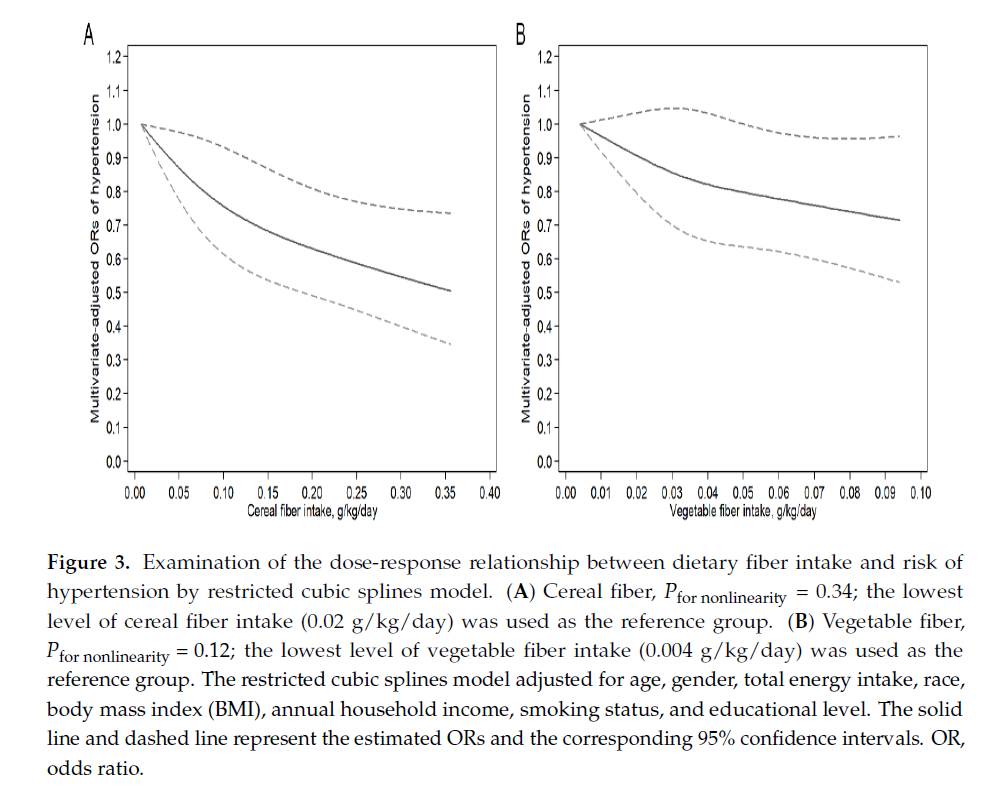 A
Multivariate-adjusted ORs of hypertension
1.2
1.1
1.0
0.9
0.8
0.7
0.6
0.5
0.4
0.3
0.2
0.1
0.0
0.00 0.05 0.10 0.15 0.20 0.25 0.30 0.35 0.40
Cereal fiber intake, g/kg/day
B
Multivariate-adjusted ORs of hypertension
1.2
1.1
1.0
0.9
0.8
0.7
0.6
0.5
0.4
0.3
0.2
0.1
0.0
0.00 0.01 0.02 0.03 0.04 0.05 0.06 0.07 0.08 0.09 0.10
Vegetable fiber intake, g/kg/day
Figure 3. Examination of the dose-response relationship between dietary fiber intake and risk of
hypertension by restricted cubic splines model. (A) Cereal fiber, P for nonlinearity = 0.34; the lowest
level of cereal fiber intake (0.02 g/kg/day) was used as the reference group. (B) Vegetable fiber,
P for nonlinearity = 0.12; the lowest level of vegetable fiber intake (0.004 g/kg/day) was used as the
reference group. The restricted cubic splines model adjusted for age, gender, total energy intake, race,
body mass index (BMI), annual household income, smoking status, and educational level. The solid
line and dashed line represent the estimated ORs and the corresponding 95% confidence intervals. OR,
odds ratio.